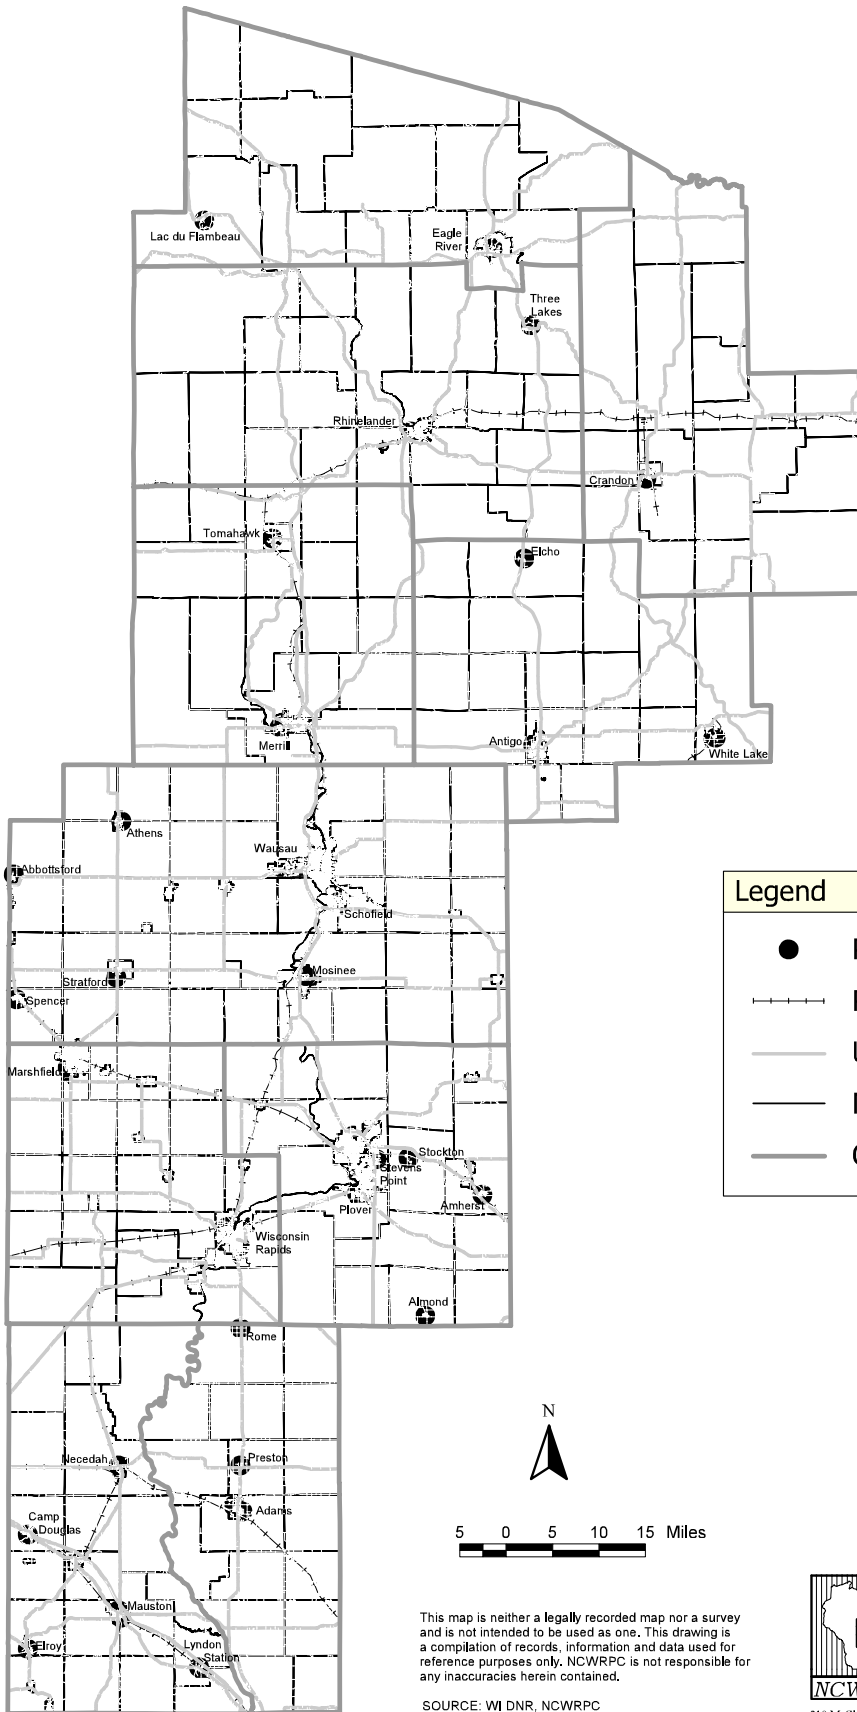 Lac du Flambeau
Eagle
River
Three
Lakes
Rhinelander
Crandon
Tomahawk
Elcho
Merrill
Antigo
White Lake
Athens
Wausau
Abbottsford
Schofield
Stratford
Mosinee
Spencer
Marshfield
Stockton
Stevens
Point
Plover
Amherst
Wisconsin
Rapids
Almond
Rome
Necedah
Preston
Camp
Douglas
Adams
Mauston
Elroy
Lyndon
Station
Legend
N
5 0 5 10 15 Miles
This map is neither a legally recorded map nor a survey
and is not intended to be used as one. This drawing is
a compilation of records, information and data used for
reference purposes only. NCWRPC is not responsible for
any inaccuracies herein contained.
SOURCE: WI DNR, NCWRPC